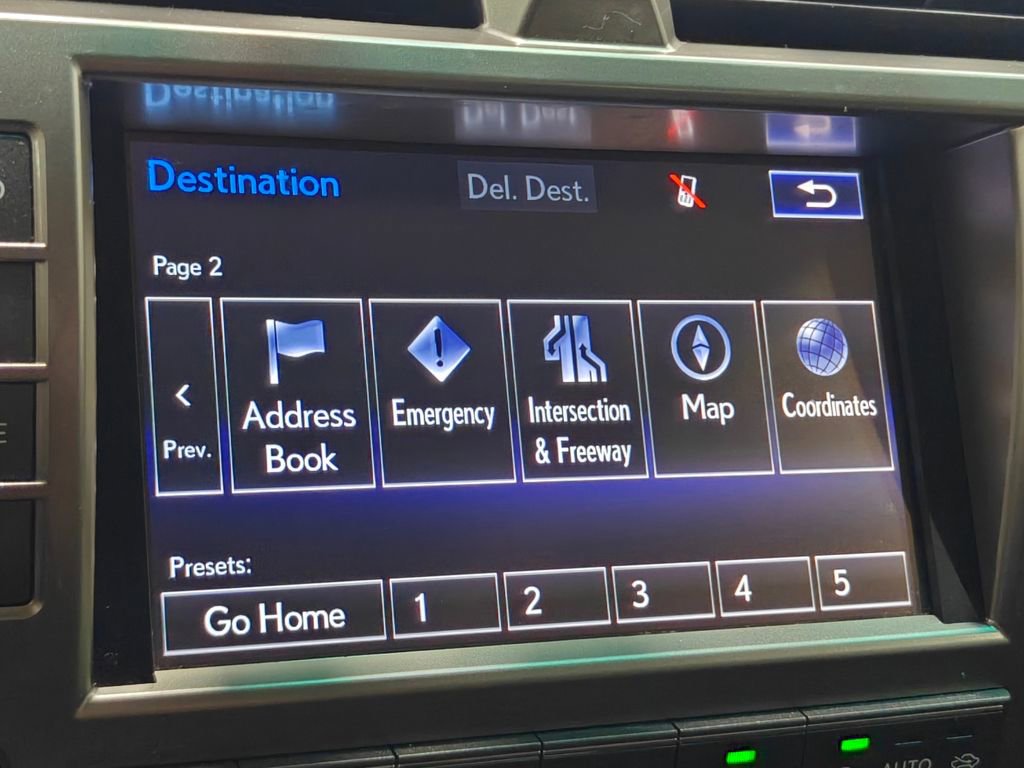 Destination
Del. Dest.
Page 2
<
Prev.
Address
Book
Emergency
Intersection
& Freeway
Map
Coordinates
Presets:
Go Home
1
2
3
4
5
AUTO